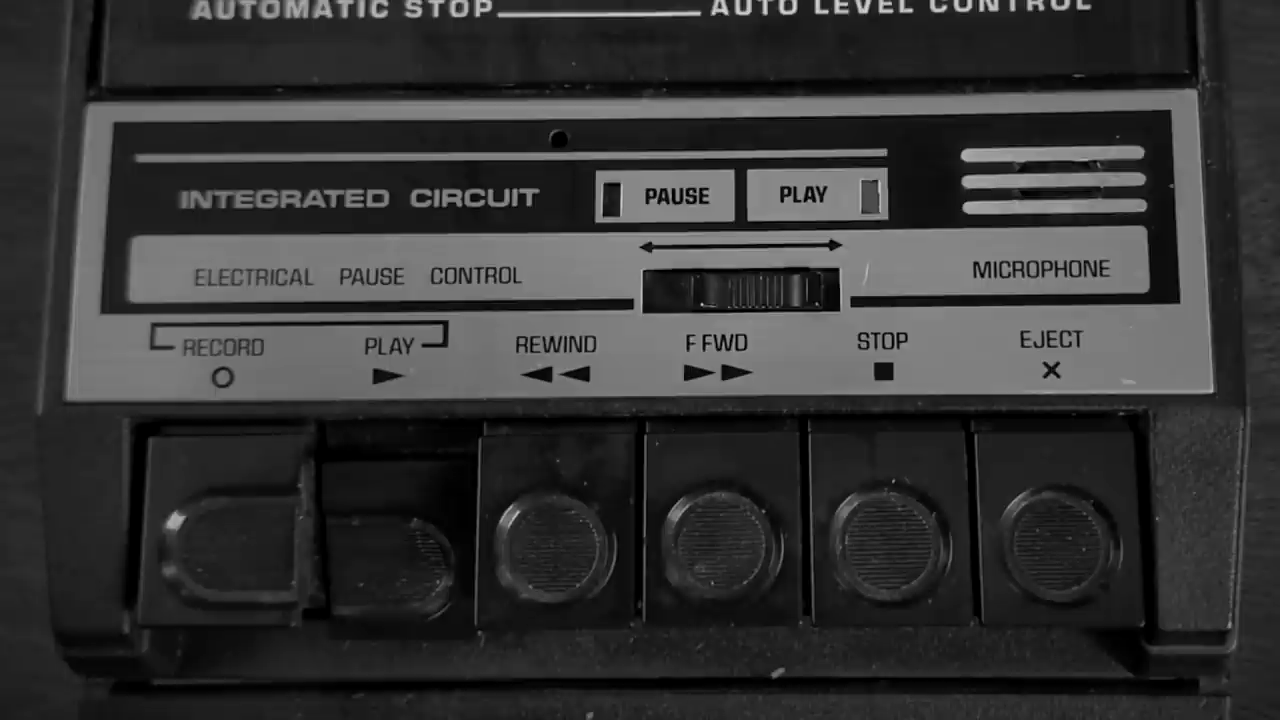 AUTOMATIC STOP AUTO LEVEL CONTROL
INTEGRATED CIRCUIT PAUSE PLAY
ELECTRICAL PAUSE CONTROL MICROPHONE
RECORD PLAY REWIND F FWD STOP EJECT